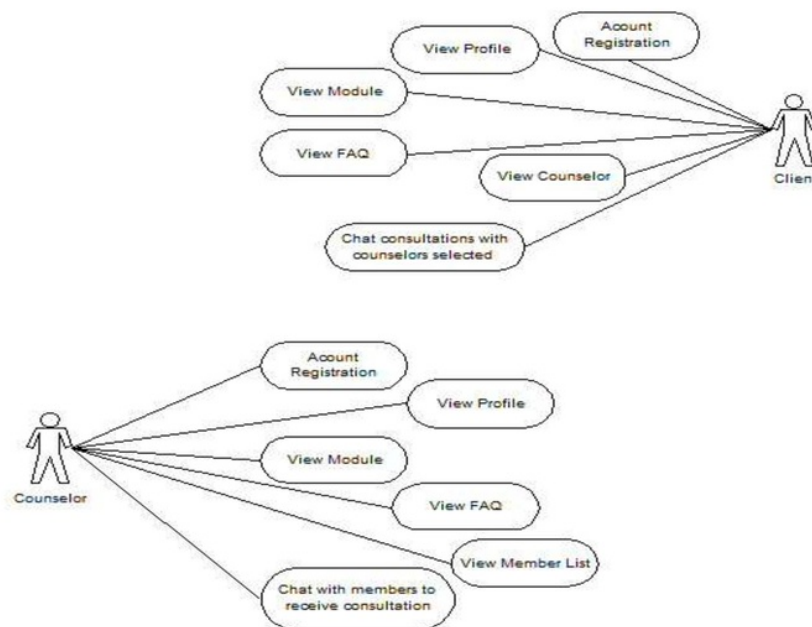 Acount
Registration
View Profile
View Module
View FAQ
View Counselor
Client
Chat consultations with
counselors selected
Acount
Registration
View Profile
View Module
Counselor
View FAQ
View Member List
Chat with members to
receive consultation